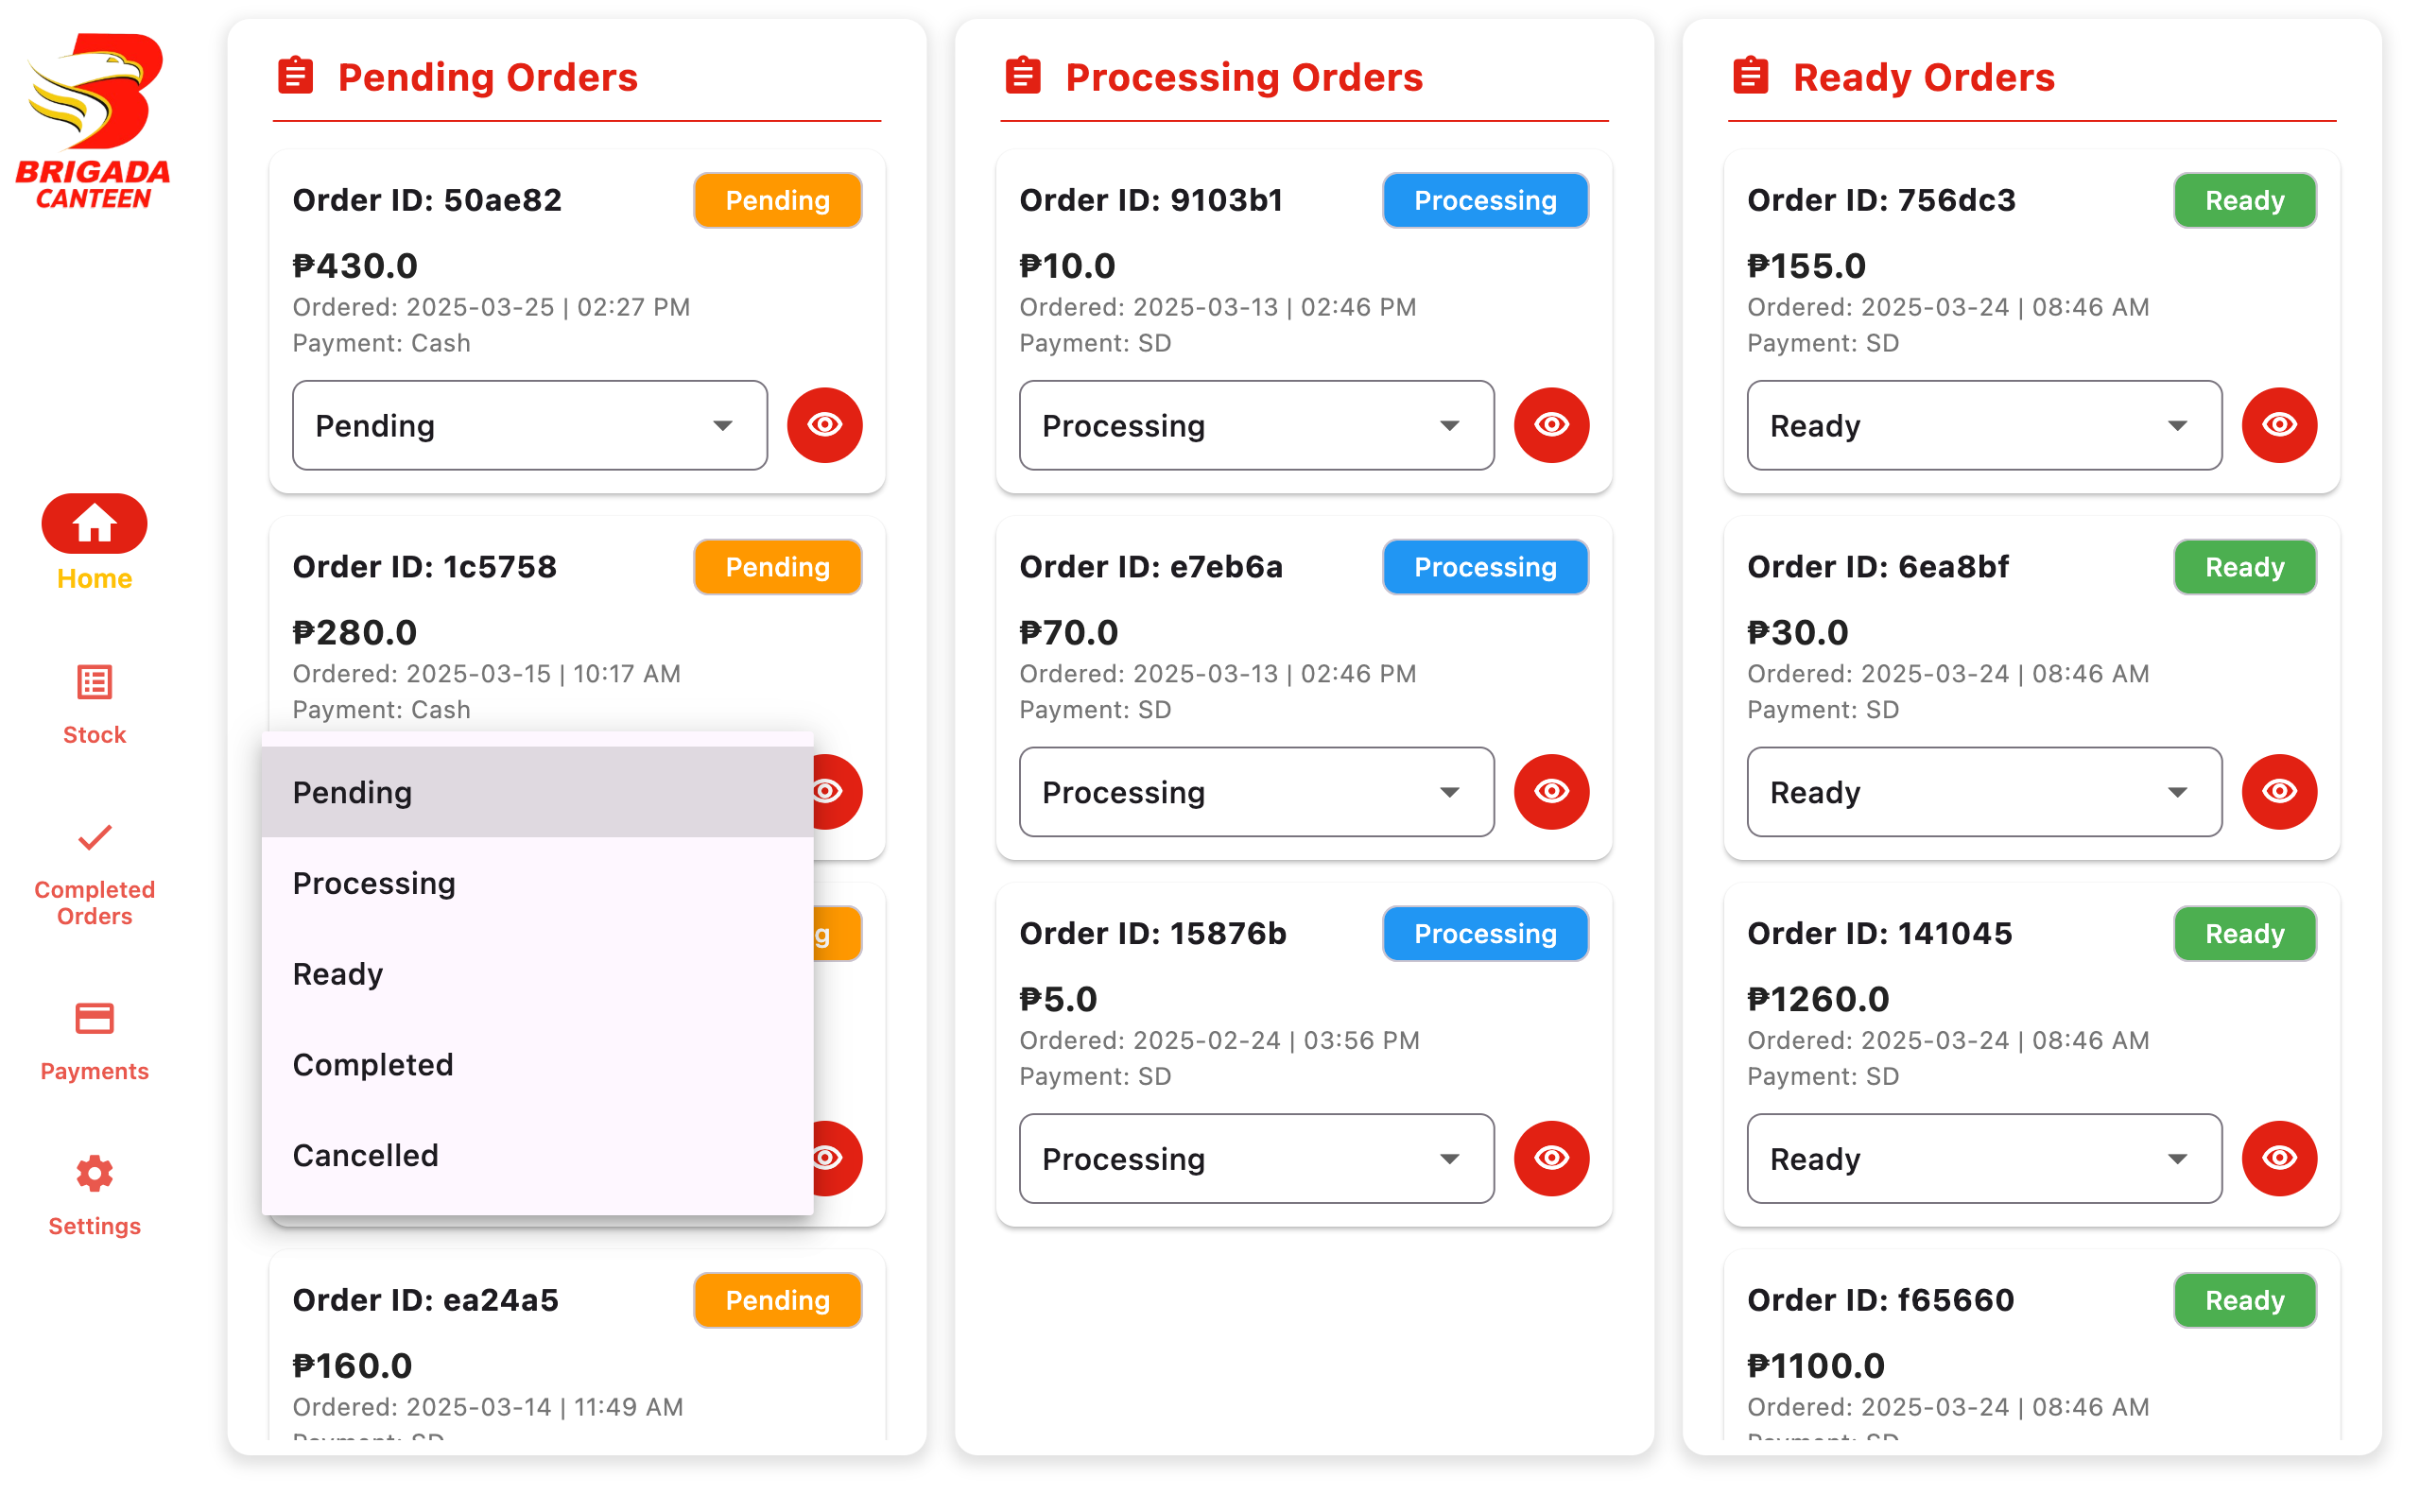 BRIGADA
CANTEEN
Home
Stock
Completed
Orders
Payments
Settings
Pending Orders
Order ID: 50ae82
Pending
₱430.0
Ordered: 2025-03-25 | 02:27 PM
Payment: Cash
Pending
Order ID: 1c5758
Pending
₱280.0
Ordered: 2025-03-15 | 10:17 AM
Payment: Cash
Pending
Processing
Ready
Completed
Cancelled
Order ID: ea24a5
Pending
₱160.0
Ordered: 2025-03-14 | 11:49 AM
Payment: SD
Processing Orders
Order ID: 9103b1
Processing
₱10.0
Ordered: 2025-03-13 | 02:46 PM
Payment: SD
Processing
Order ID: e7eb6a
Processing
₱70.0
Ordered: 2025-03-13 | 02:46 PM
Payment: SD
Processing
Order ID: 15876b
Processing
₱5.0
Ordered: 2025-02-24 | 03:56 PM
Payment: SD
Processing
Ready Orders
Order ID: 756dc3
Ready
₱155.0
Ordered: 2025-03-24 | 08:46 AM
Payment: SD
Ready
Order ID: 6ea8bf
Ready
₱30.0
Ordered: 2025-03-24 | 08:46 AM
Payment: SD
Ready
Order ID: 141045
Ready
₱1260.0
Ordered: 2025-03-24 | 08:46 AM
Payment: SD
Ready
Order ID: f65660
Ready
₱1100.0
Ordered: 2025-03-24 | 08:46 AM
Payment: SD